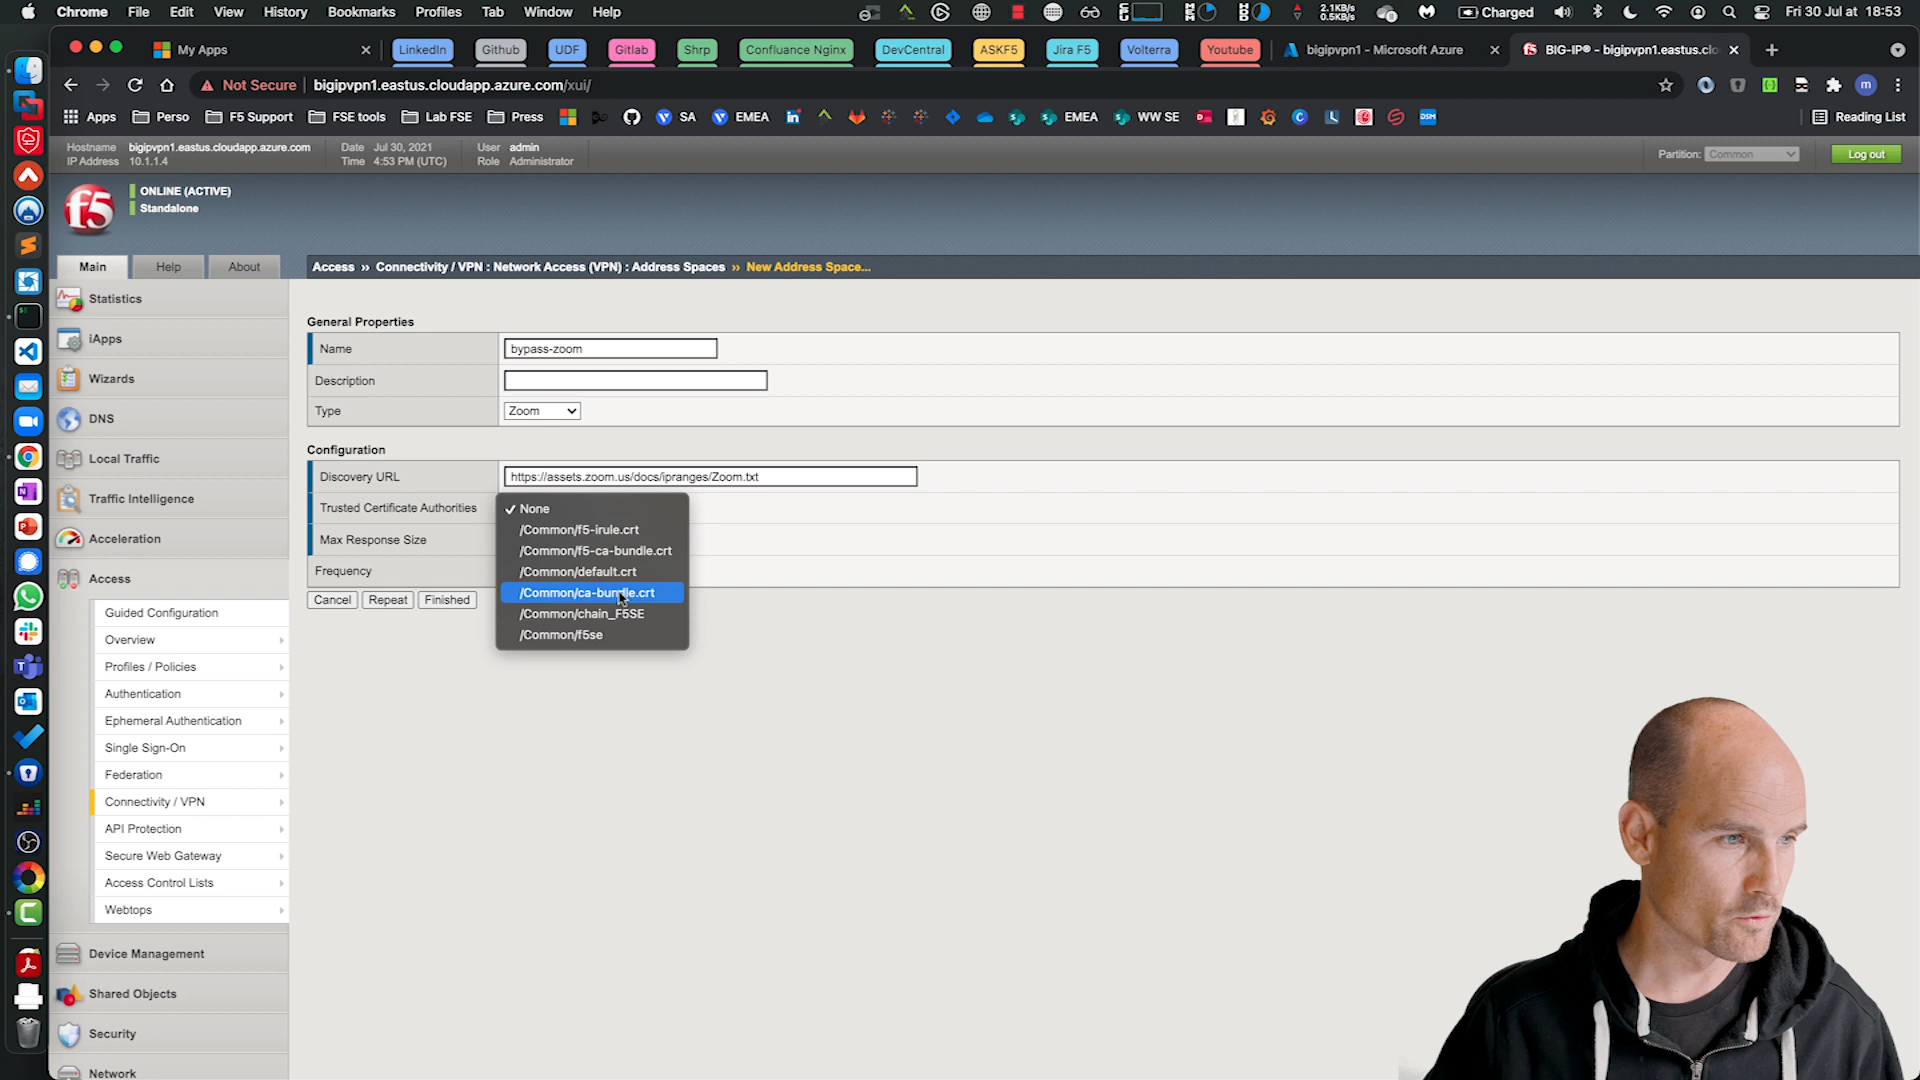 Chrome File Edit View History Bookmarks Profiles Tab Window Help 2.1KB/s 0.5KB/s Charged Fri 30 Jul at 18:53
My Apps LinkedIn Github UDF Gitlab Shrp Confluance Nginx DevCentral ASKF5 Jira F5 Volterra Youtube bigipvpn1 - Microsoft Azure BIG-IP® - bigipvpn1.eastus.clo
Not Secure bigipvpn1.eastus.cloudapp.azure.com/xui/ m
Apps Perso F5 Support FSE tools Lab FSE Press SA EMEA EMEA WW SE Reading List
Hostname bigipvpn1.eastus.cloudapp.azure.com Date Jul 30, 2021 User admin
IP Address 10.1.1.4 Time 4:53 PM (UTC) Role Administrator
Partition: Common Log out
f5 ONLINE (ACTIVE)
Standalone
Main Help About
Access ›› Connectivity / VPN : Network Access (VPN) : Address Spaces ›› New Address Space...
Statistics
iApps
Wizards
DNS
Local Traffic
Traffic Intelligence
Acceleration
Access
Guided Configuration
Overview
Profiles / Policies
Authentication
Ephemeral Authentication
Single Sign-On
Federation
Connectivity / VPN
API Protection
Secure Web Gateway
Access Control Lists
Webtops
Device Management
Shared Objects
Security
Network
General Properties
Name bypass-zoom
Description
Type Zoom
Configuration
Discovery URL https://assets.zoom.us/docs/ipranges/Zoom.txt
Trusted Certificate Authorities
Max Response Size
Frequency
✓ None
/Common/f5-irule.crt
/Common/f5-ca-bundle.crt
/Common/default.crt
/Common/ca-bundle.crt
/Common/chain_F5SE
/Common/f5se
Cancel Repeat Finished